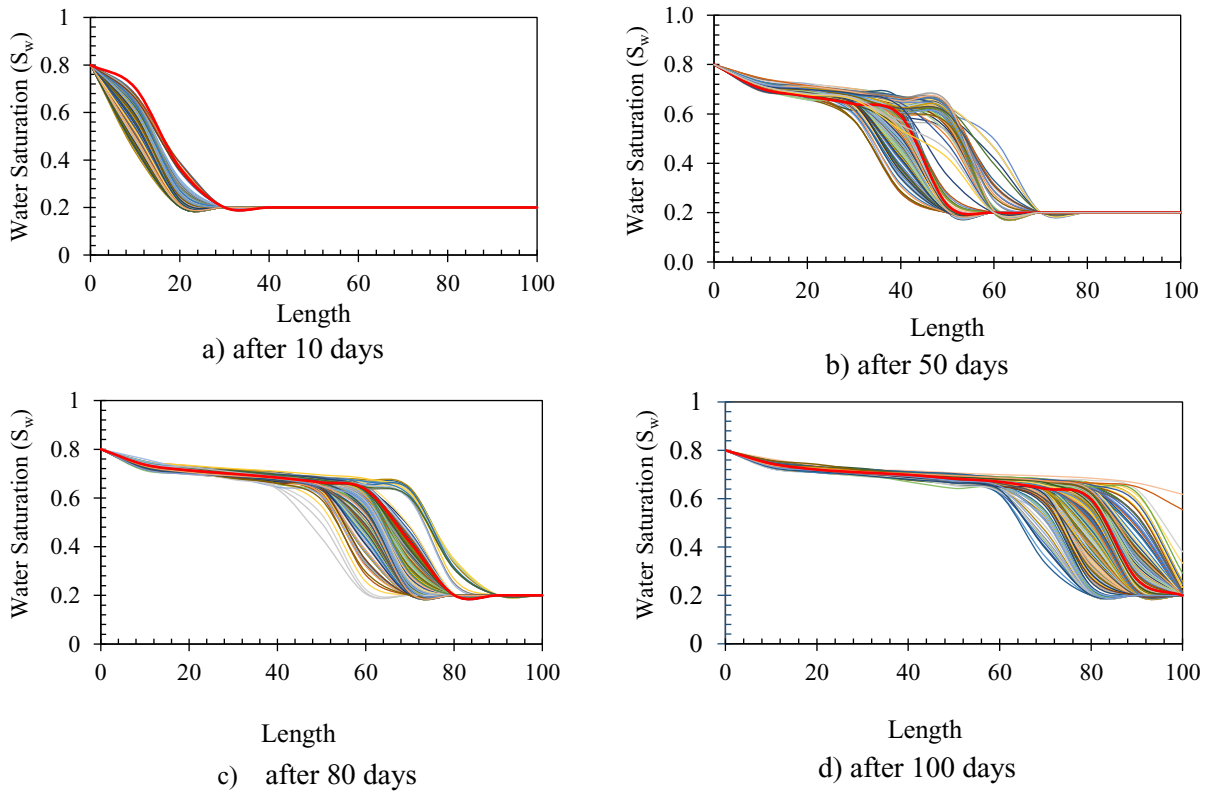 Water Saturation (Sw)
1
0.8
0.6
0.4
0.2
0
0 20 40 60 80 100
Length
a) after 10 days
Water Saturation (Sw)
1.0
0.8
0.6
0.4
0.2
0.0
0 20 40 60 80 100
Length
b) after 50 days
Water Saturation (Sw)
1
0.8
0.6
0.4
0.2
0
0 20 40 60 80 100
Length
c) after 80 days
Water Saturation (Sw)
1
0.8
0.6
0.4
0.2
0
0 20 40 60 80 100
Length
d) after 100 days